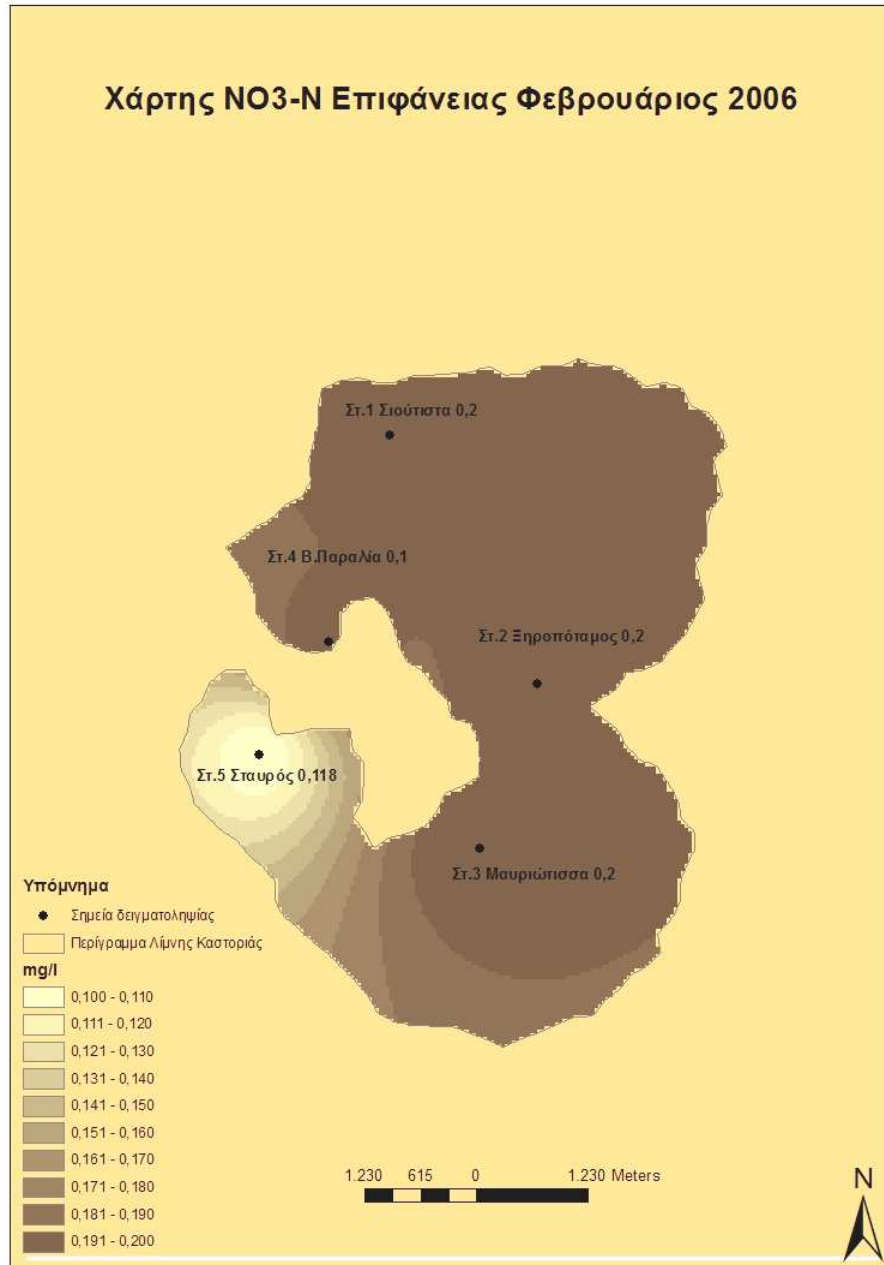 Χάρτης NO3-N Επιφάνειας Φεβρουάριος 2006
Στ.1 Σιούτιστα 0,2
Στ.4 Β.Παραλία 0,1
Στ.2 Ξηροπόταμος 0,2
Στ.5 Σταυρός 0,118
Στ.3 Μαυριώτισσα 0,2
Υπόμνημα
Σημεία δειγματοληψίας
Περίγραμμα Λίμνης Καστοριάς
mg/l
0,100 - 0,110
0,111 - 0,120
0,121 - 0,130
0,131 - 0,140
0,141 - 0,150
0,151 - 0,160
0,161 - 0,170
0,171 - 0,180
0,181 - 0,190
0,191 - 0,200
1.230 615 0 1.230 Meters
N